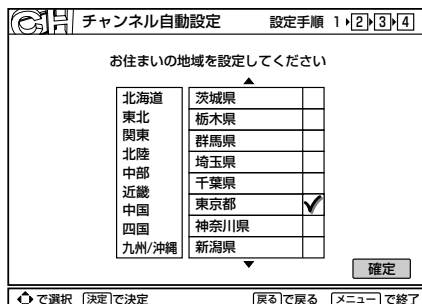 CH チャンネル自動設定 設定手順 1 2 3 4
お住まいの地域を設定してください
北海道
東北
関東
北陸
中部
近畿
中国
四国
九州/沖縄
茨城県
栃木県
群馬県
埼玉県
千葉県
東京都
神奈川県
新潟県
確定
で選択 決定で決定 戻るで戻る メニューで終了